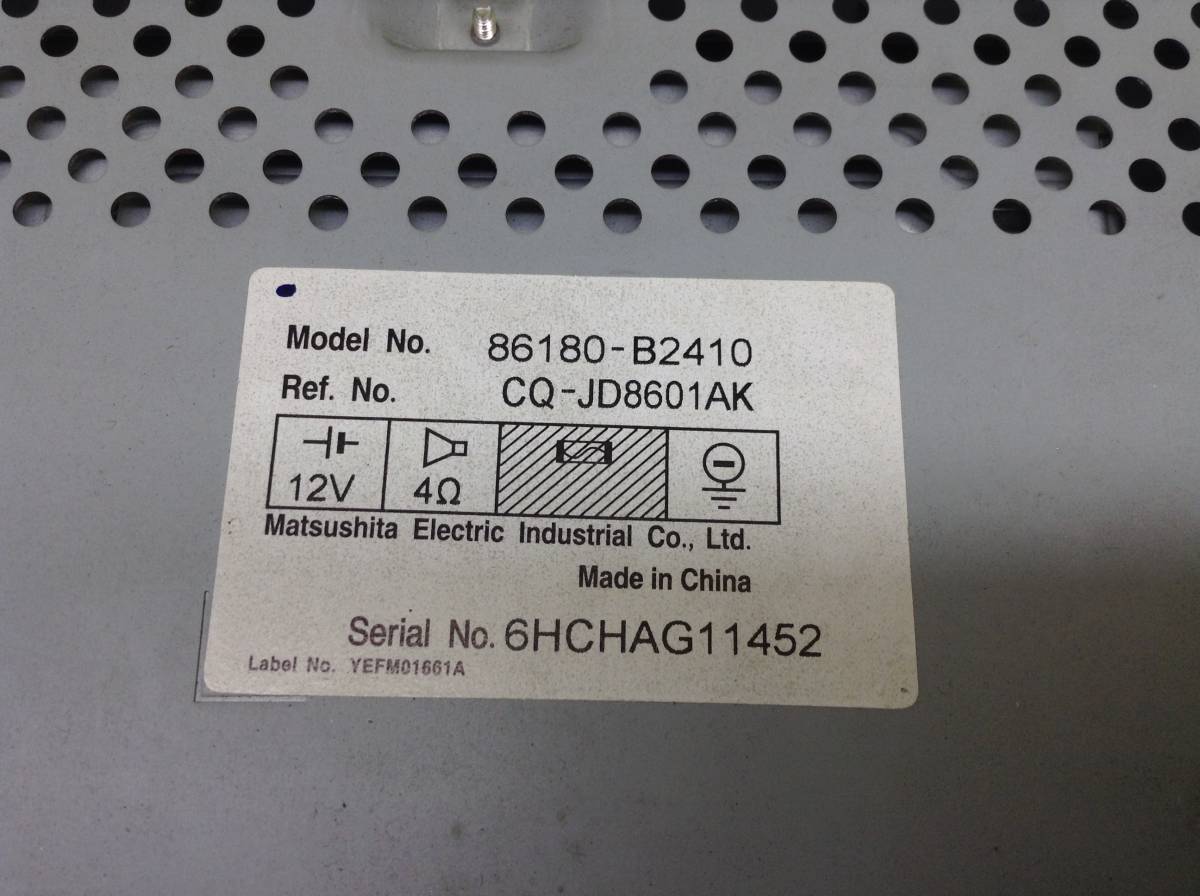 Model No. 86180-B2410
Ref. No. CQ-JD8601AK
12V 4Ω
Matsushita Electric Industrial Co., Ltd.
Made in China
Serial No. 6HCHAG11452
Label No. YEFM01661A